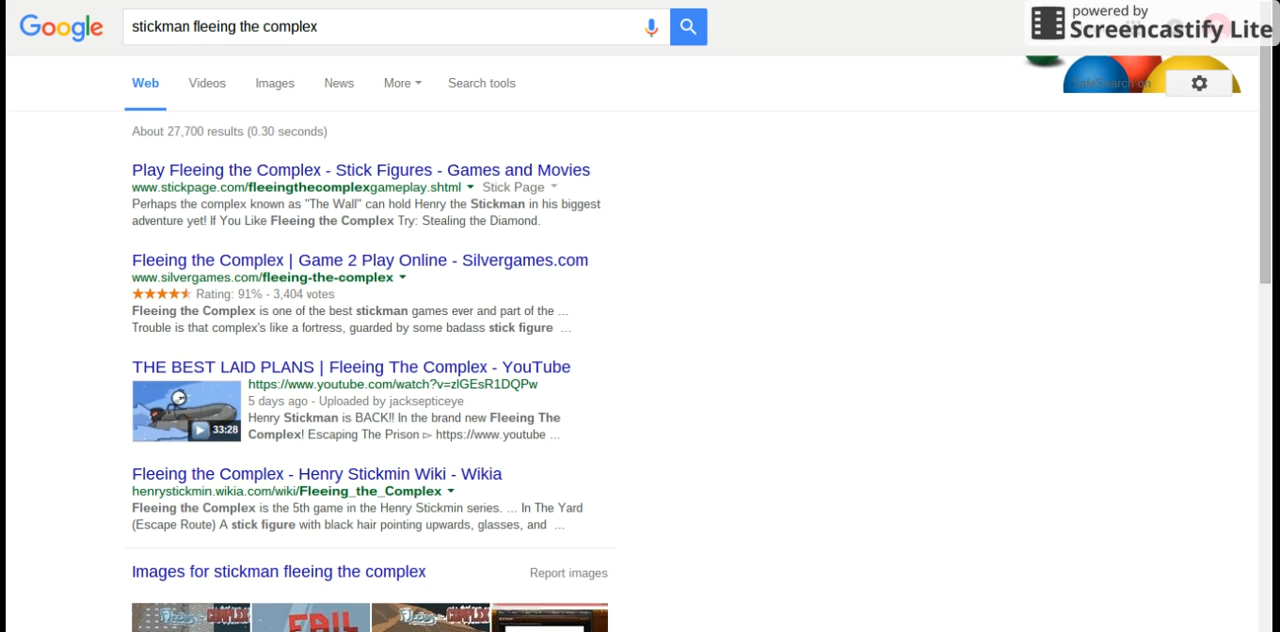 powered by
Screencastify Lite
Google
stickman fleeing the complex
Web Videos Images News More Search tools
SafeSearch on
About 27,700 results (0.30 seconds)
Play Fleeing the Complex - Stick Figures - Games and Movies
www.stickpage.com/fleeingthecomplexgameplay.shtml Stick Page
Perhaps the complex known as "The Wall" can hold Henry the Stickman in his biggest
adventure yet! If You Like Fleeing the Complex Try: Stealing the Diamond.
Fleeing the Complex | Game 2 Play Online - Silvergames.com
www.silvergames.com/fleeing-the-complex
Rating: 91% - 3,404 votes
Fleeing the Complex is one of the best stickman games ever and part of the ...
Trouble is that complex's like a fortress, guarded by some badass stick figure ...
THE BEST LAID PLANS | Fleeing The Complex - YouTube
https://www.youtube.com/watch?v=zlGEsR1DQPw
5 days ago - Uploaded by jacksepticeye
Henry Stickman is BACK!! In the brand new Fleeing The
Complex! Escaping The Prison ▻ https://www.youtube ...
33:28
Fleeing the Complex - Henry Stickmin Wiki - Wikia
henrystickmin.wikia.com/wiki/Fleeing_the_Complex
Fleeing the Complex is the 5th game in the Henry Stickmin series. ... In The Yard
(Escape Route) A stick figure with black hair pointing upwards, glasses, and ...
Images for stickman fleeing the complex
Report images
Fleeing COMPLEX
FAIL
Fleeing COMPLEX